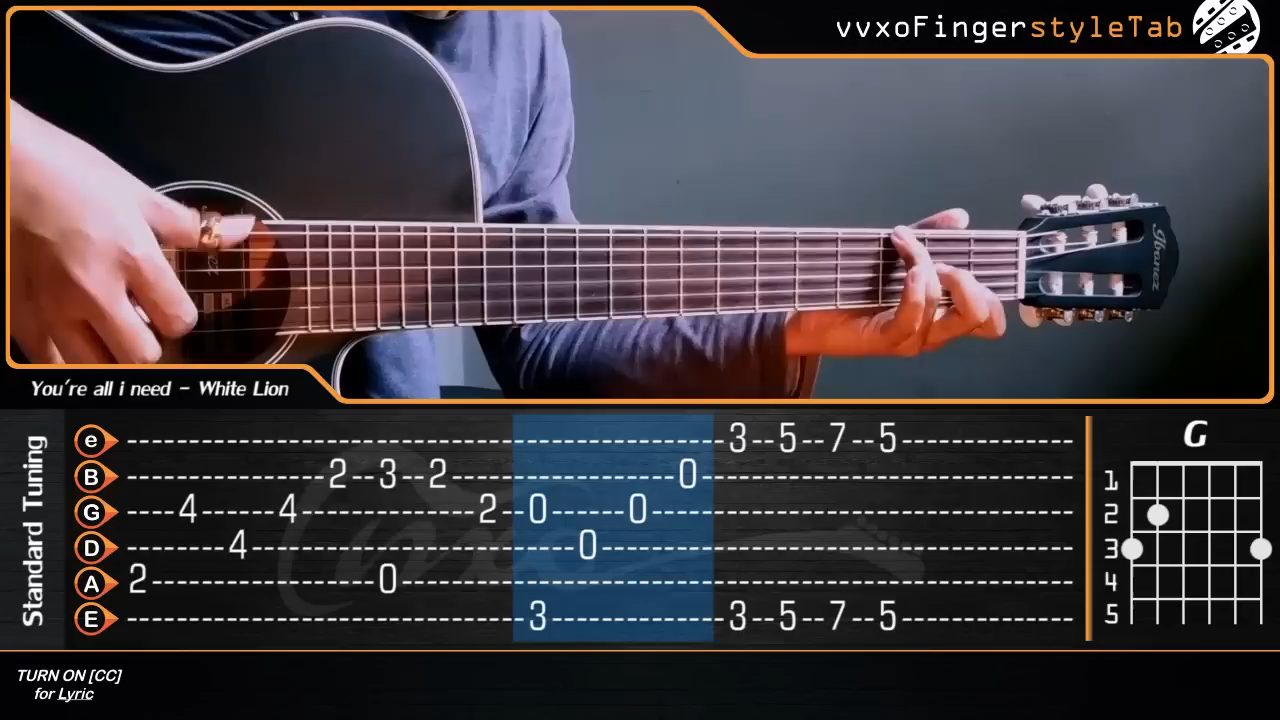 vvxoFingerstyleTab
Ibanez
You're all i need - White Lion
Standard Tuning
e -----3--5--7--5-----
B -----2--3--2-----0-----
G -----4-----4-----2--0-----0-----
D -----4-----0-----
A 2-----0-----
E -----3-----3--5--7--5-----
G
1
2
3
4
5
TURN ON [CC]
for Lyric